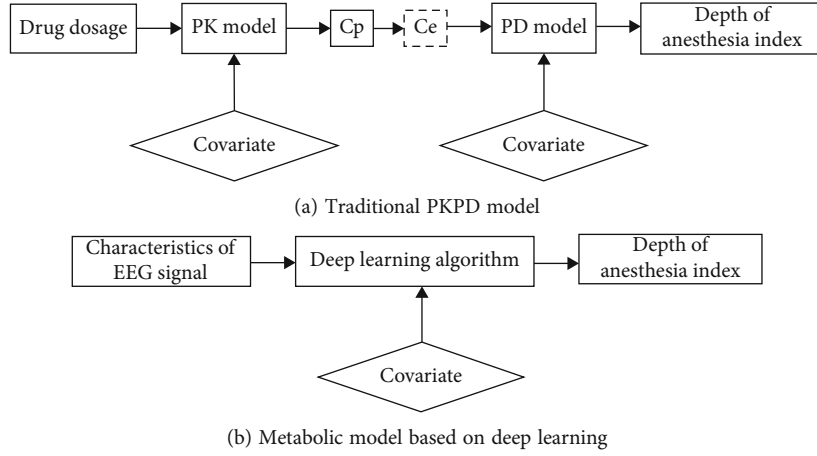 Drug dosage
PK model
Cp
Ce
PD model
Depth of
anesthesia index
Covariate
Covariate
(a) Traditional PKPD model
Characteristics of
EEG signal
Deep learning algorithm
Depth of
anesthesia index
Covariate
(b) Metabolic model based on deep learning